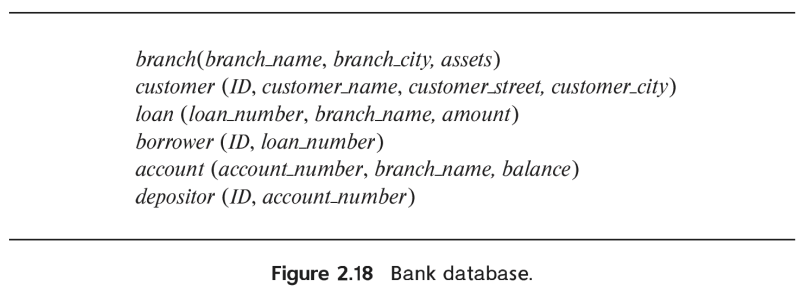 branch(branch_name, branch_city, assets)
customer (ID, customer_name, customer_street, customer_city)
loan (loan_number, branch_name, amount)
borrower (ID, loan_number)
account (account_number, branch_name, balance)
depositor (ID, account_number)
Figure 2.18 Bank database.